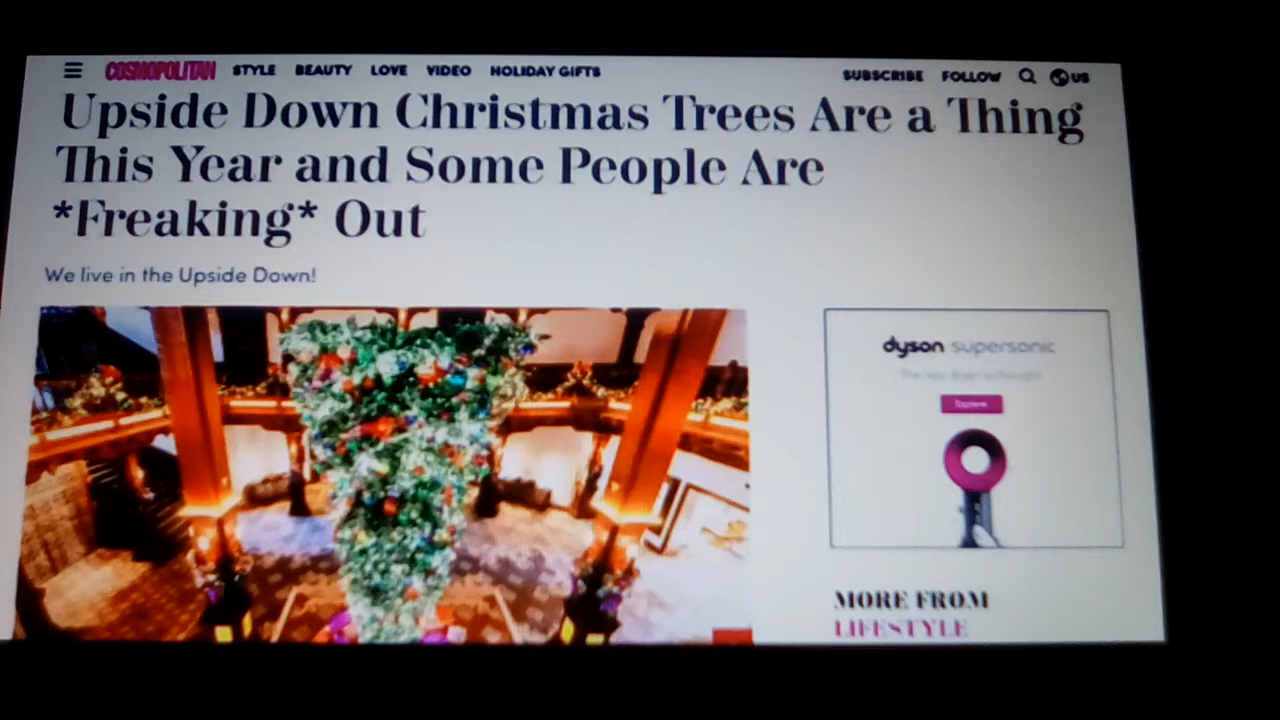 COSMOPOLITAN STYLE BEAUTY LOVE VIDEO HOLIDAY GIFTS SUBSCRIBE FOLLOW US
Upside Down Christmas Trees Are a Thing
This Year and Some People Are
*Freaking* Out
We live in the Upside Down!
dyson supersonic
MORE FROM
LIFESTYLE